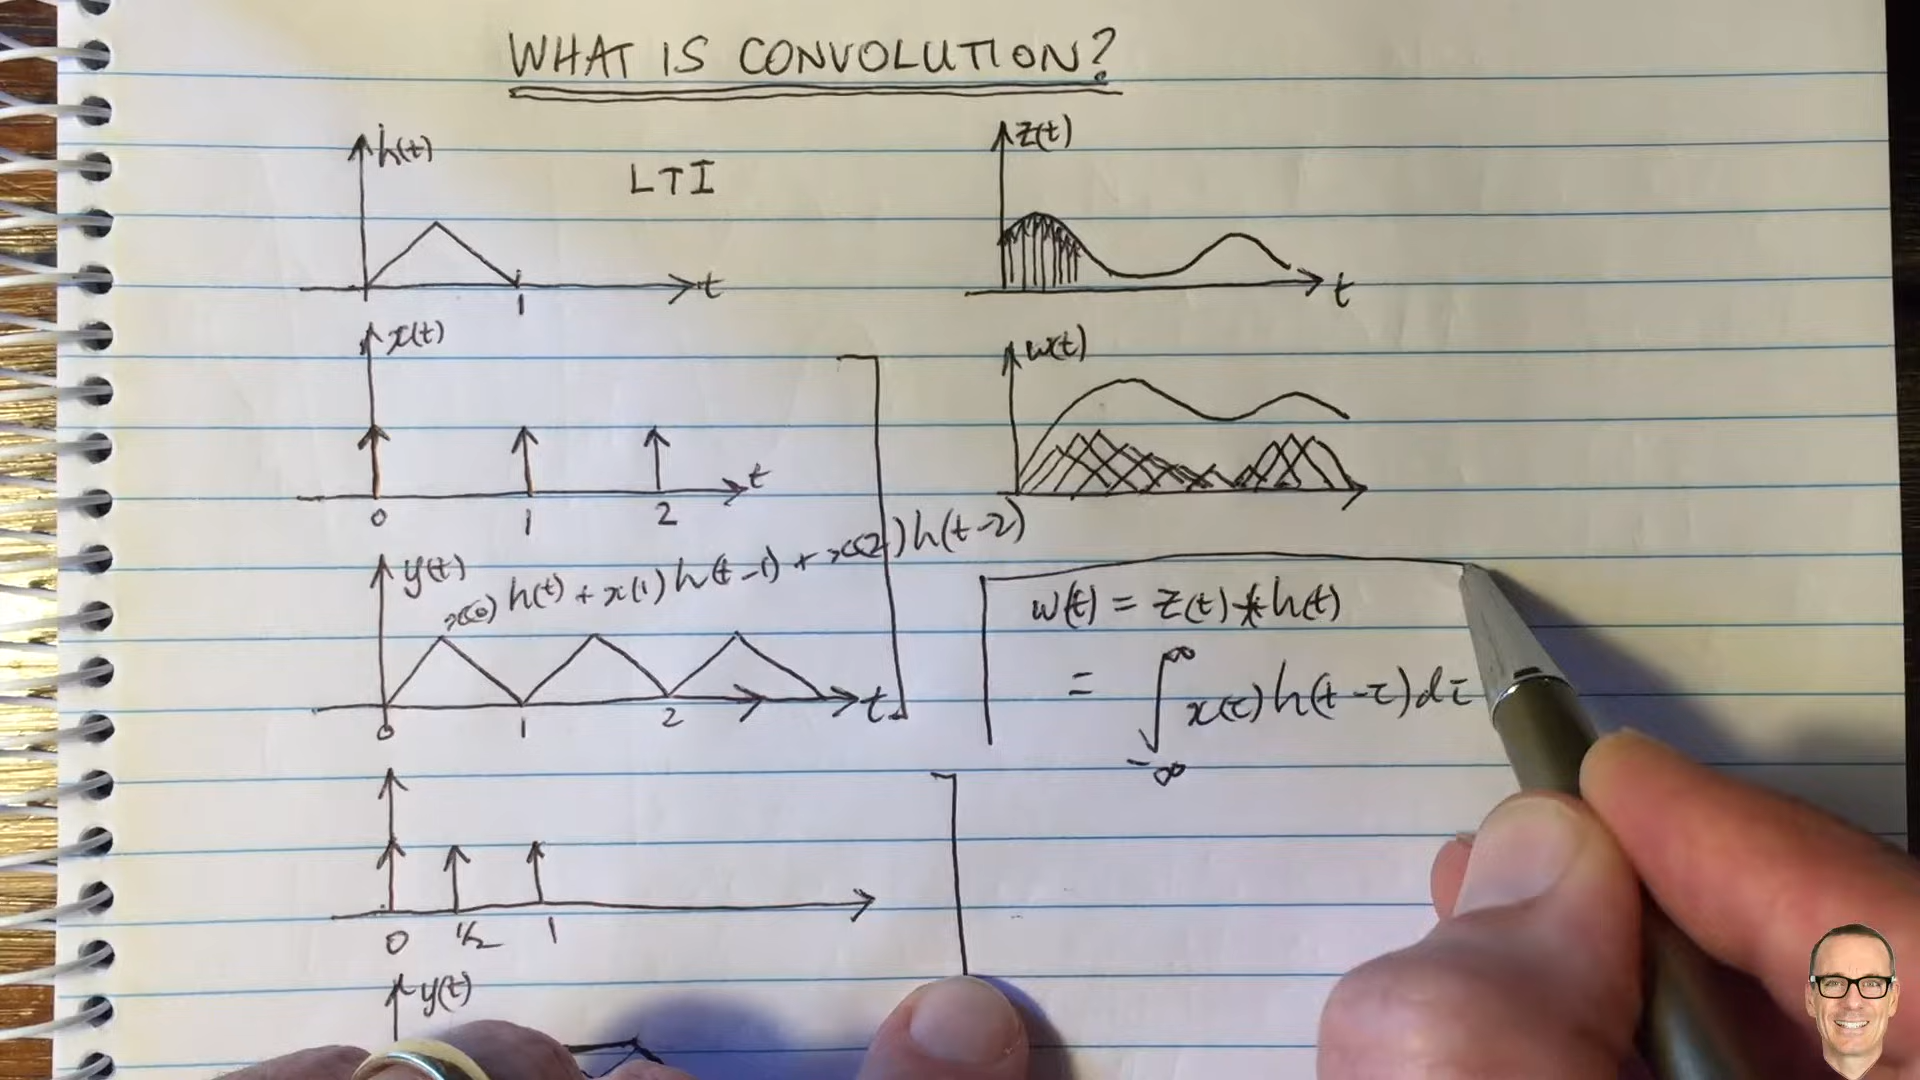 WHAT IS CONVOLUTION?
h(t)
LTI
1
t
x(t)
0 1 2
t
y(t)
x(0) h(t) + x(1) h(t-1) + x(2) h(t-2)
0 1 2
t
0 1/2 1
y(t)
z(t)
t
w(t)
w(t) = z(t) * h(t)
= ∫ x(τ) h(t-τ) dτ
∞
-∞